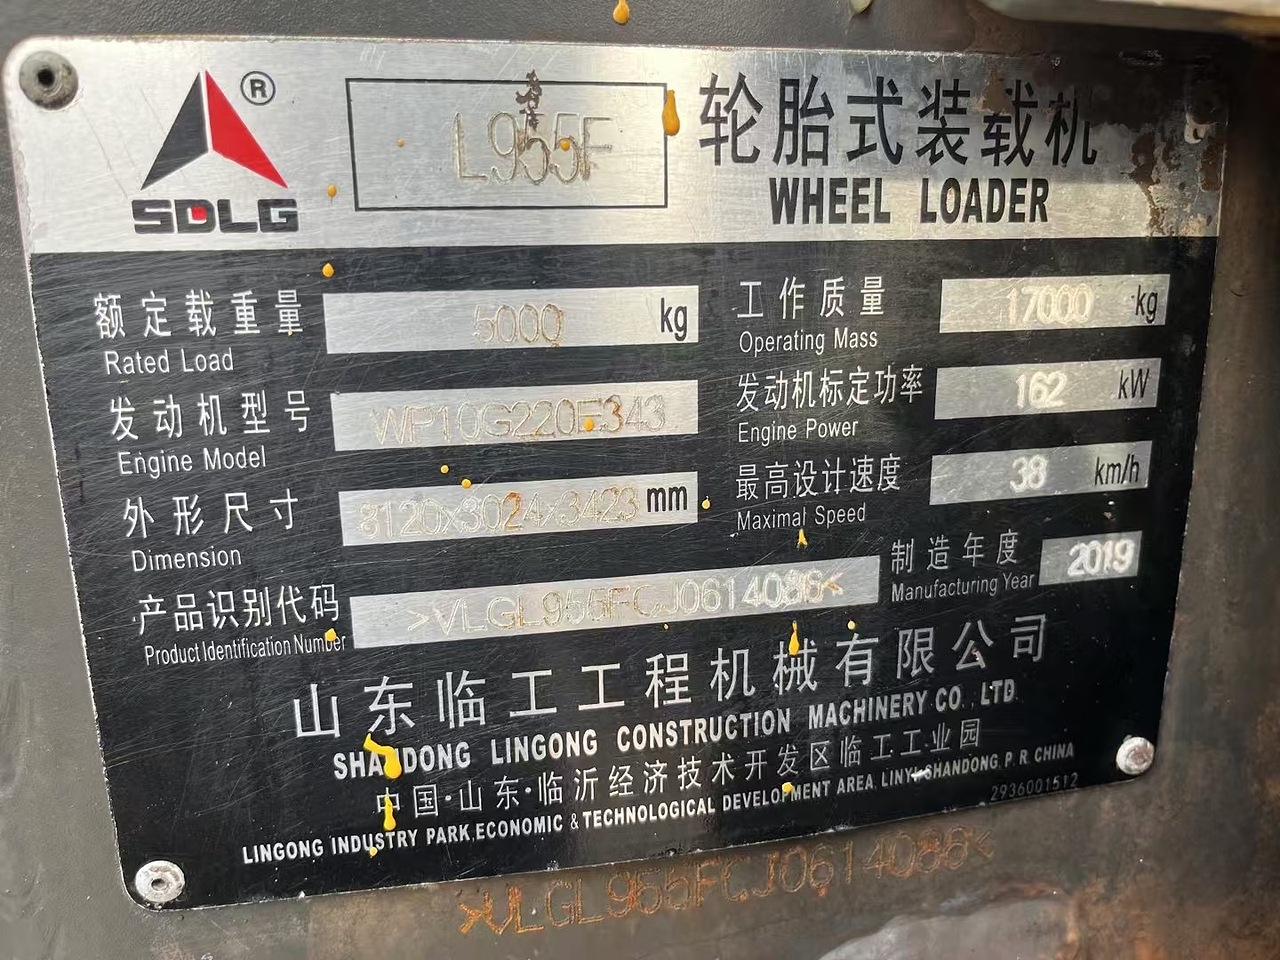 SDLG ®
L955F
轮胎式装载机
WHEEL LOADER
额定载重量 5000 kg
Rated Load
工作质量 17000 kg
Operating Mass
发动机型号 WP10G220E343
Engine Model
发动机标定功率 162 kW
Engine Power
外形尺寸 8120x3024x3423 mm
Dimension
最高设计速度 38 km/h
Maximal Speed
产品识别代码 >VLGL955FCJ0614086<
Product Identification Number
制造年度 2019
Manufacturing Year
山东临工工程机械有限公司
SHANDONG LINGONG CONSTRUCTION MACHINERY CO., LTD.
中国·山东·临沂经济技术开发区临工工业园
LINGONG INDUSTRY PARK,ECONOMIC & TECHNOLOGICAL DEVELOPMENT AREA, LINYI,SHANDONG, P. R. CHINA
2936001512
>VLGL955FCJ0614086<